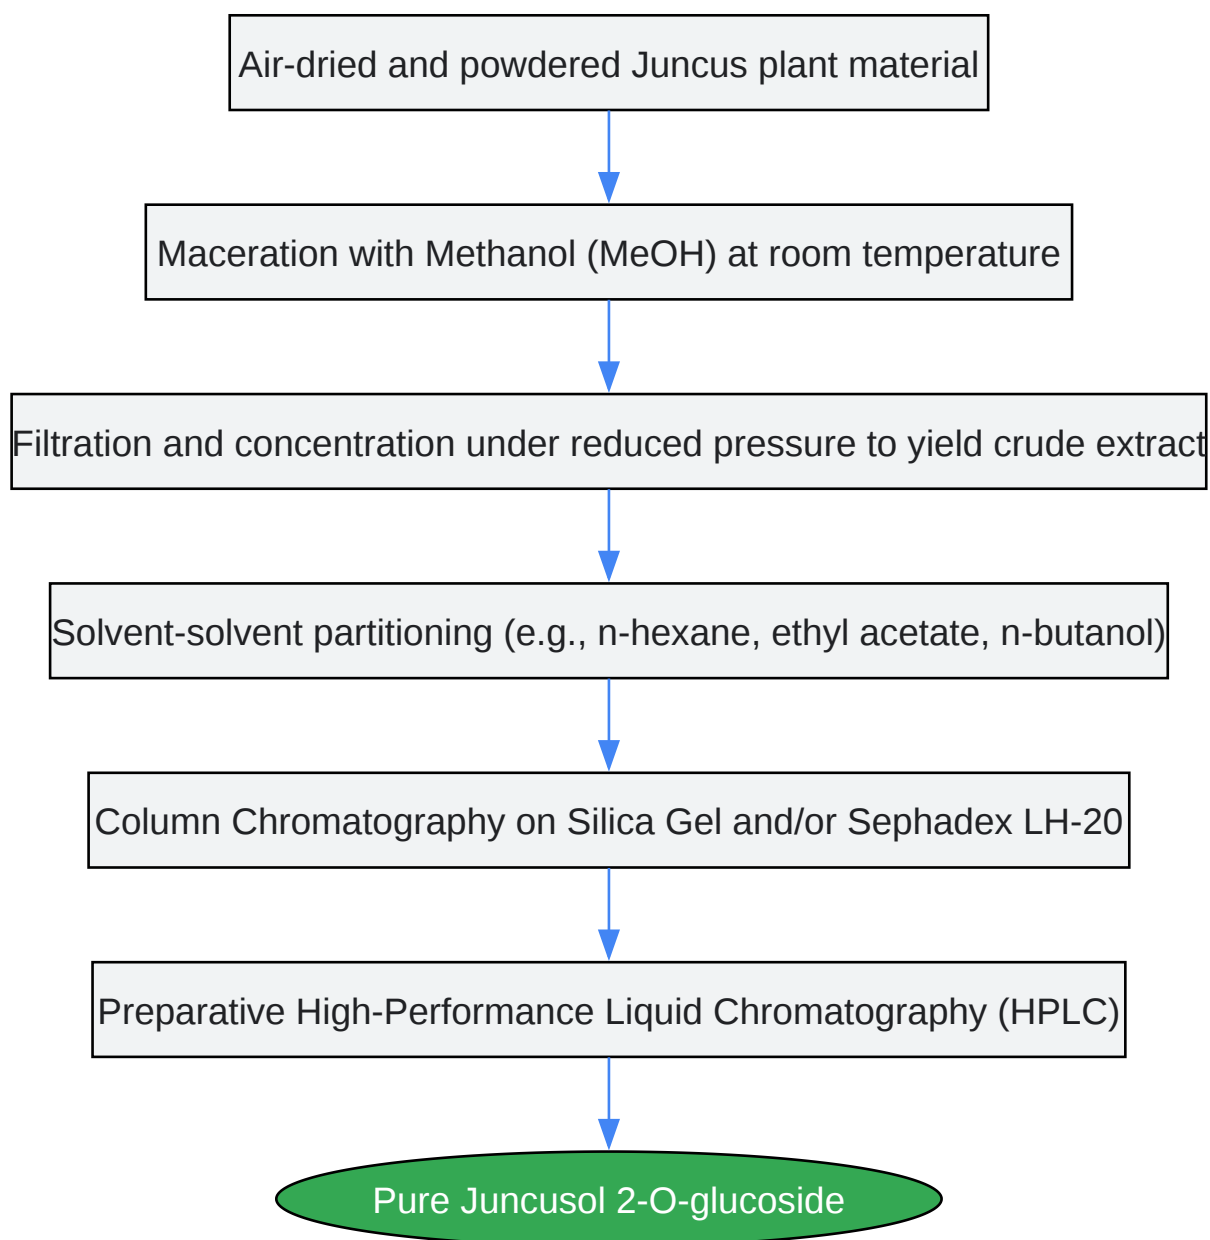 Air-dried and powdered Juncus plant material
Maceration with Methanol (MeOH) at room temperature
Filtration and concentration under reduced pressure to yield crude extract
Solvent-solvent partitioning (e.g., n-hexane, ethyl acetate, n-butanol)
Column Chromatography on Silica Gel and/or Sephadex LH-20
Preparative High-Performance Liquid Chromatography (HPLC)
Pure Juncusol 2-O-glucoside